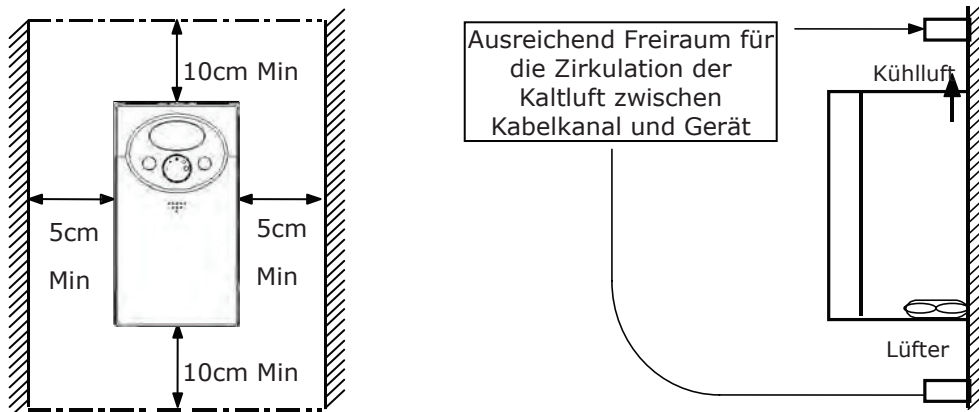 10cm Min
5cm
Min
5cm
Min
10cm Min
Ausreichend Freiraum für
die Zirkulation der
Kaltluft zwischen
Kabelkanal und Gerät
Kühlluft
Lüfter